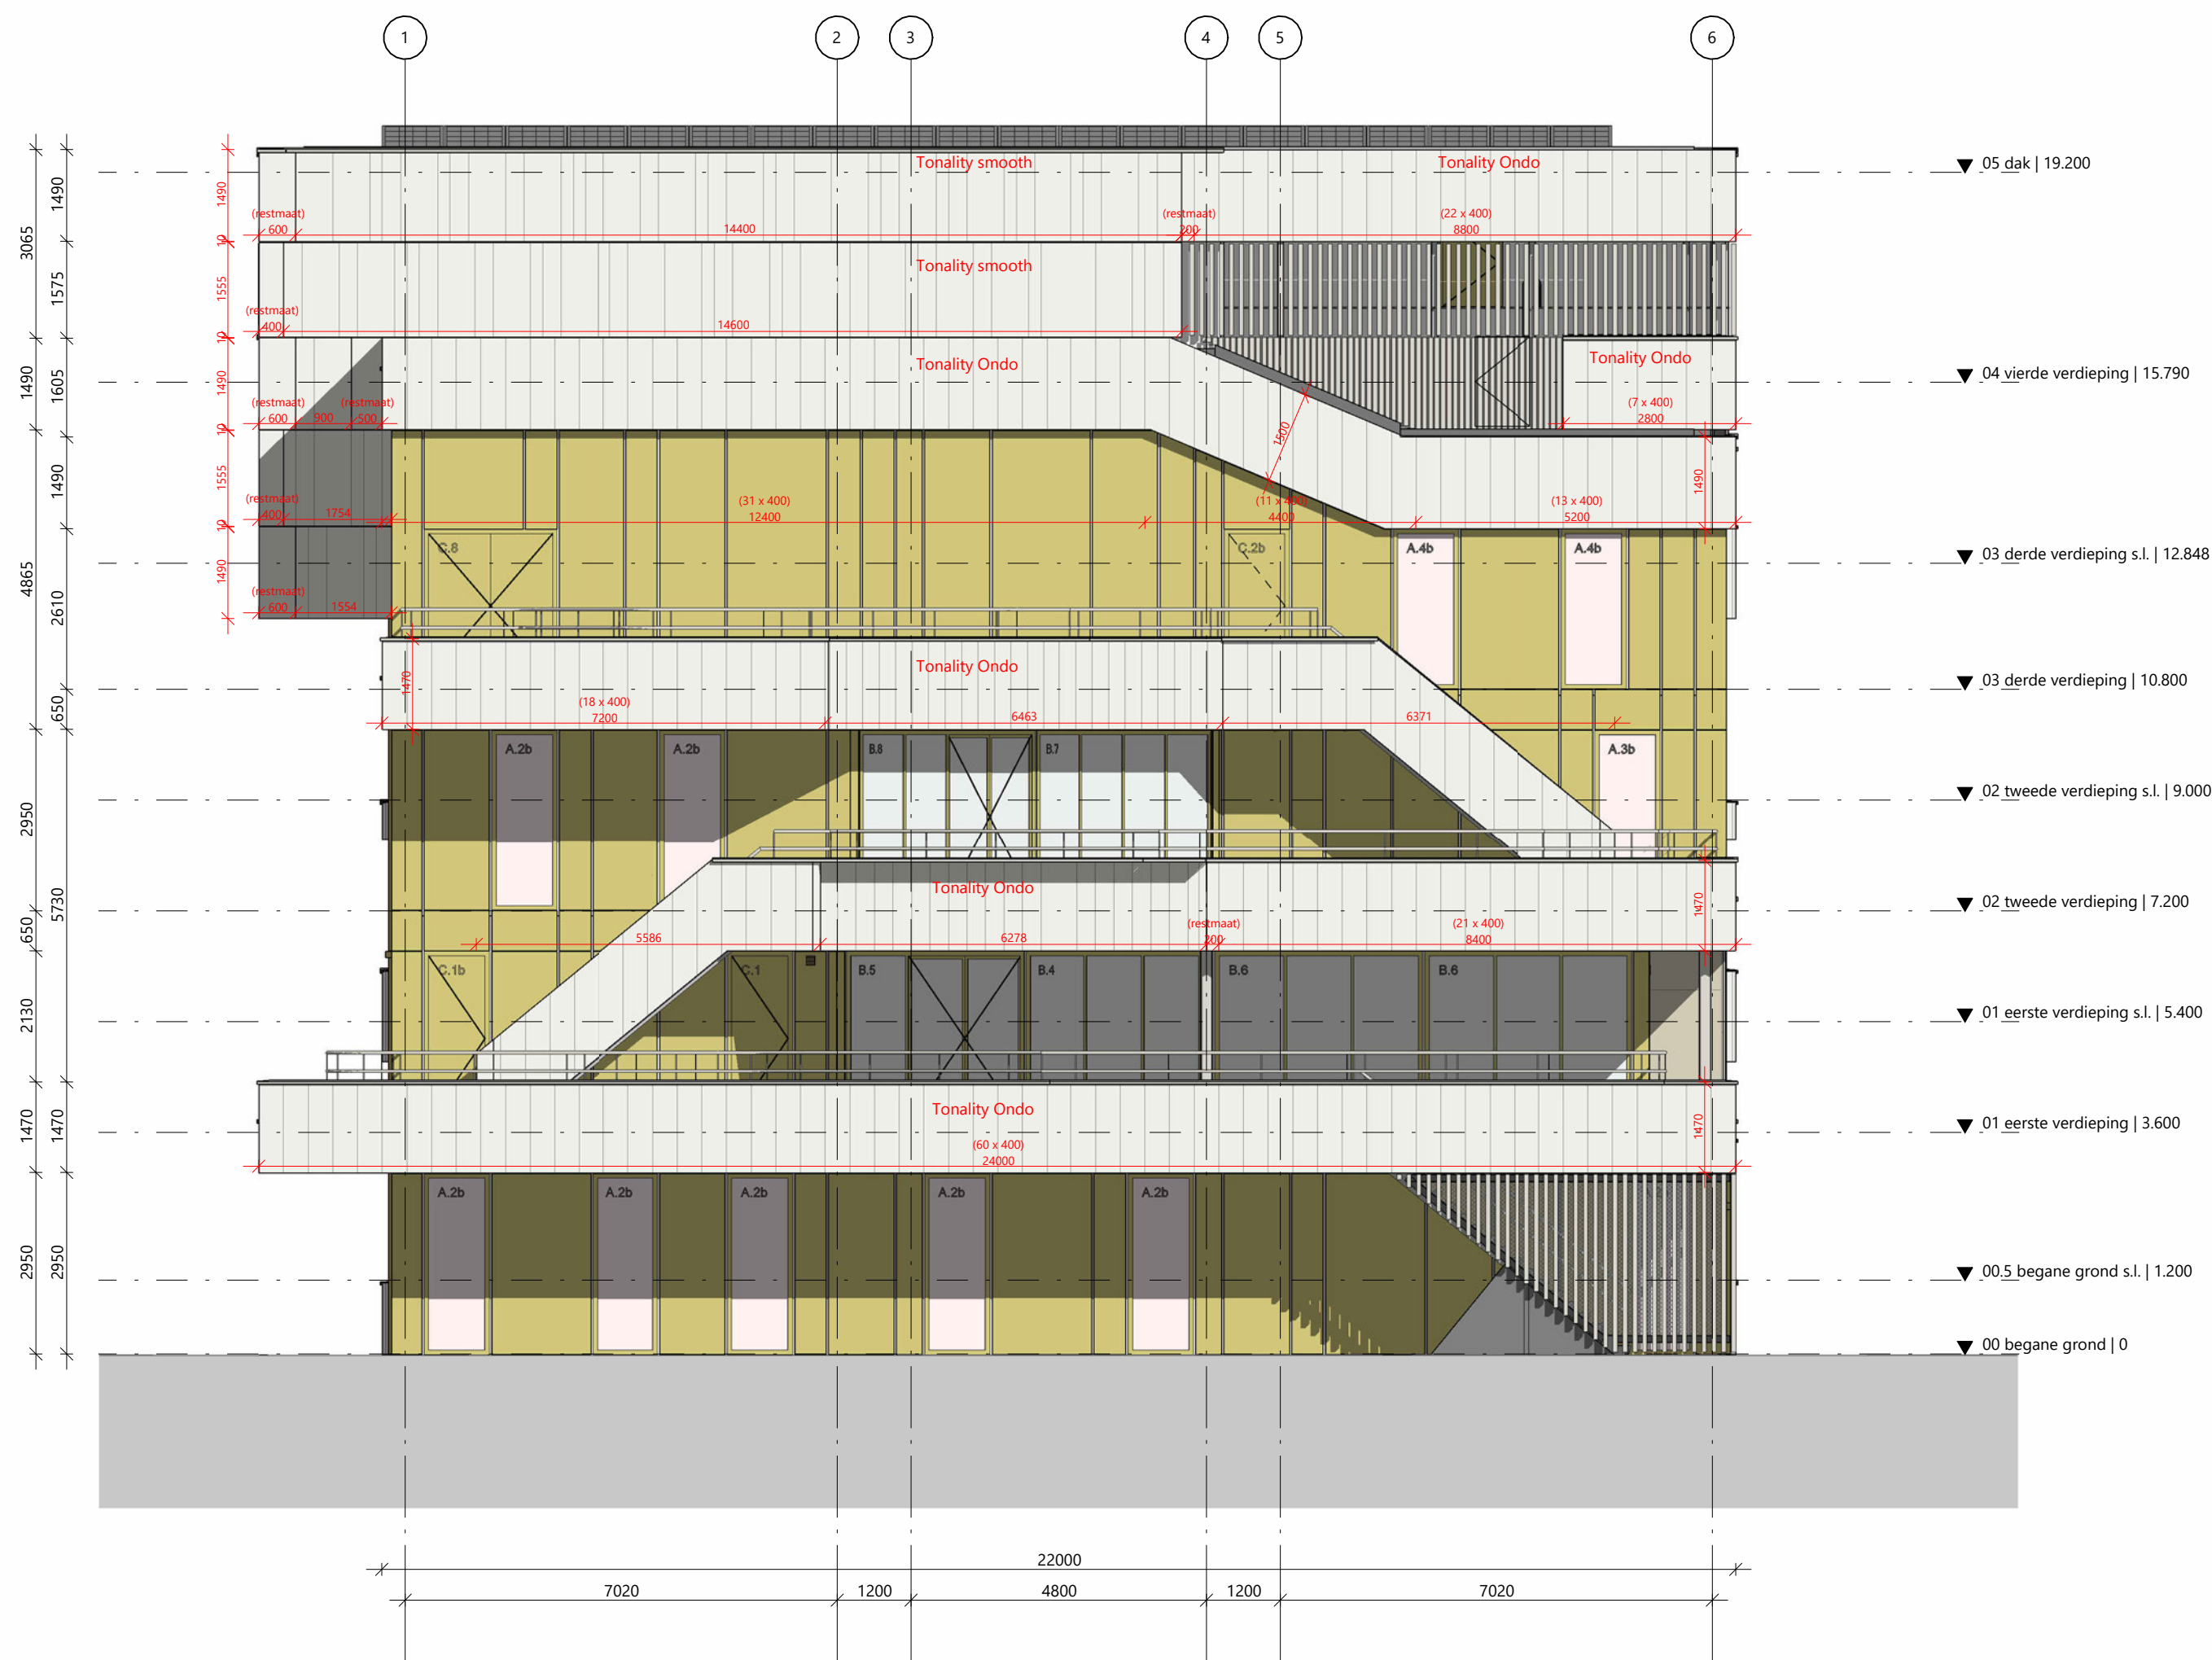 1
2
3
4
5
6
05 dak | 19.200
04 vierde verdieping | 15.790
03 derde verdieping s.l. | 12.848
03 derde verdieping | 10.800
02 tweede verdieping s.l. | 9.000
02 tweede verdieping | 7.200
01 eerste verdieping s.l. | 5.400
01 eerste verdieping | 3.600
00.5 begane grond s.l. | 1.200
00 begane grond | 0
3065
4865
650
2950
650
2130
1470
2950
1490
1575
1490
1605
1490
2610
5730
1470
2950
1490
10
1555
10
1490
10
1555
10
1490
Tonality smooth
Tonality Ondo
(restmaat)
600
14400
(restmaat)
200
(22 x 400)
8800
Tonality smooth
(restmaat)
400
14600
Tonality Ondo
Tonality Ondo
(restmaat)
600
900
(restmaat)
500
(7 x 400)
2800
1500
1490
(restmaat)
400
1754
(31 x 400)
12400
(11 x 400)
4400
(13 x 400)
5200
C.8
C.2b
A.4b
A.4b
(restmaat)
600
1554
Tonality Ondo
1470
(18 x 400)
7200
6463
6371
A.2b
A.2b
B.8
B.7
A.3b
Tonality Ondo
1470
5586
6278
(restmaat)
200
(21 x 400)
8400
C.1b
C.1
B.5
B.4
B.6
B.6
Tonality Ondo
1470
(60 x 400)
24000
A.2b
A.2b
A.2b
A.2b
A.2b
22000
7020
1200
4800
1200
7020